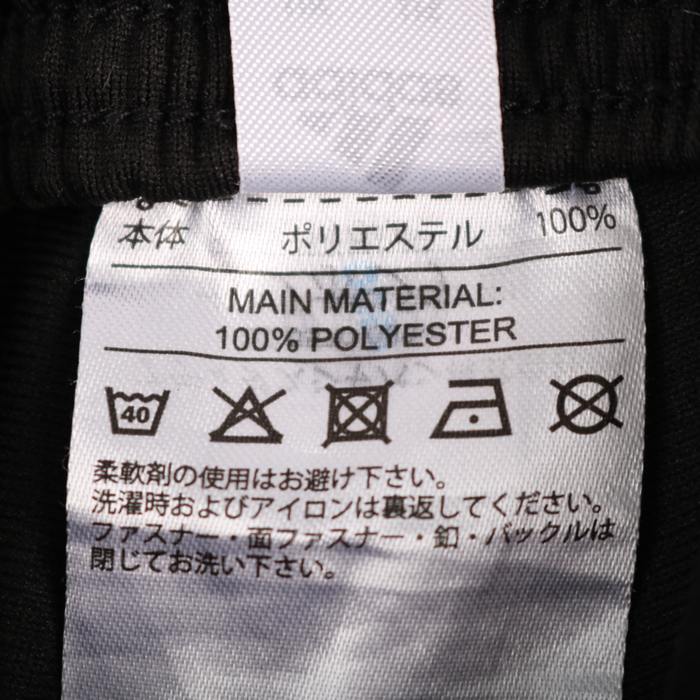 adidas
本体 ポリエステル 100%
MAIN MATERIAL:
100% POLYESTER
40
柔軟剤の使用はお避け下さい。
洗濯時およびアイロンは裏返してください。
ファスナー・面ファスナー・釦・バックルは
閉じてお洗い下さい。